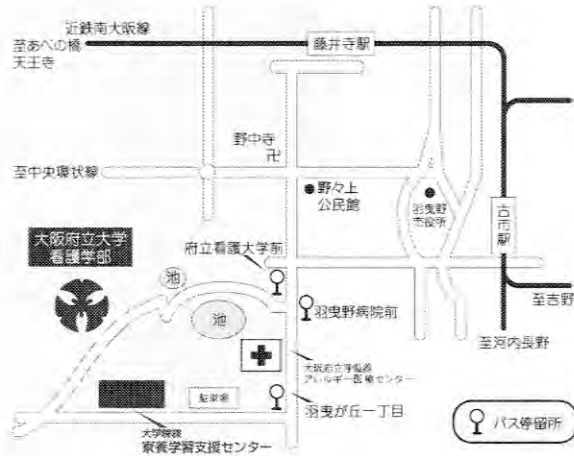 近鉄南大阪線
至あべの橋
天王寺
藤井寺駅
野中寺
卍
至中央環状線
野々上
公民館
羽曳野
市役所
古市駅
大阪府立大学
看護学部
府立看護大学前
池
池
羽曳野病院前
至吉野
至河内長野
大阪府立呼吸器
アレルギー医療センター
駐車場
羽曳が丘一丁目
大学院棟
療養学習支援センター
バス停留所